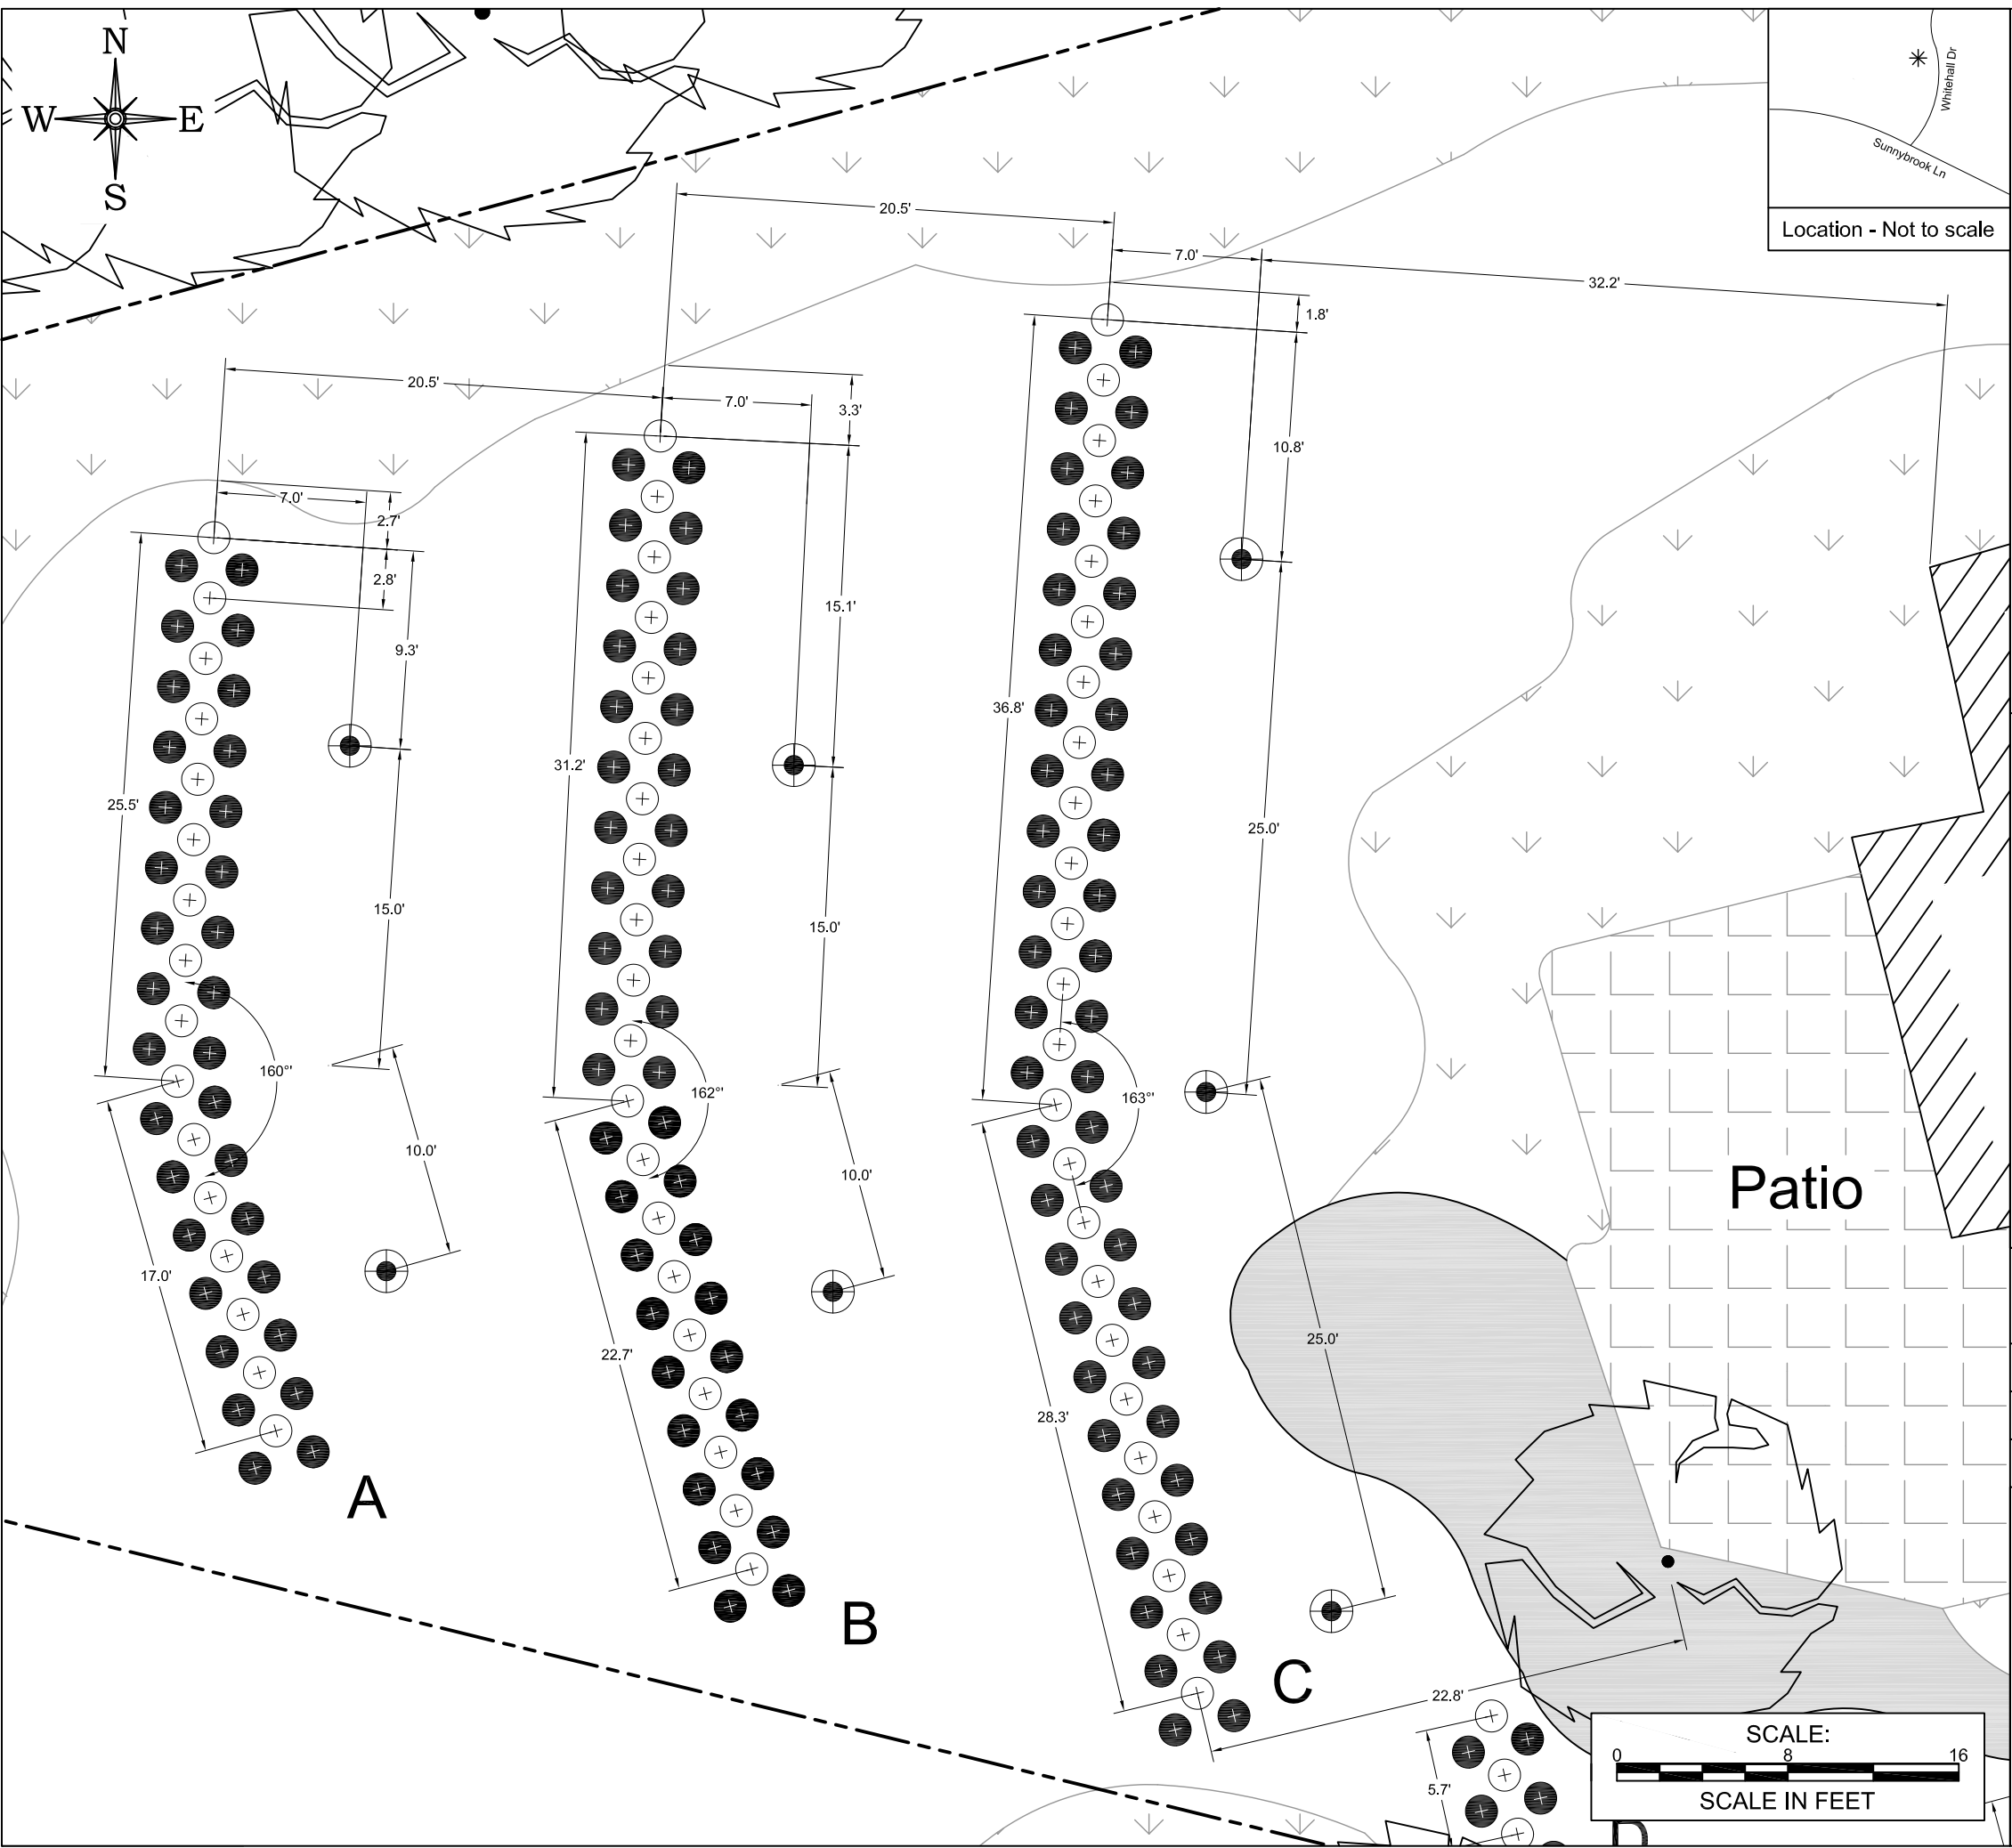 N
W E
S
Whitehall Dr
Sunnybrook Ln
Location - Not to scale
20.5'
7.0'
32.2'
1.8'
20.5'
7.0'
3.3'
10.8'
7.0'
2.7'
2.8'
15.1'
9.3'
36.8'
31.2'
25.5'
25.0'
15.0'
15.0'
160°'
162°'
163°'
10.0'
10.0'
Patio
17.0'
22.7'
25.0'
28.3'
A
B
C
22.8'
5.7'
SCALE:
0 8 16
SCALE IN FEET